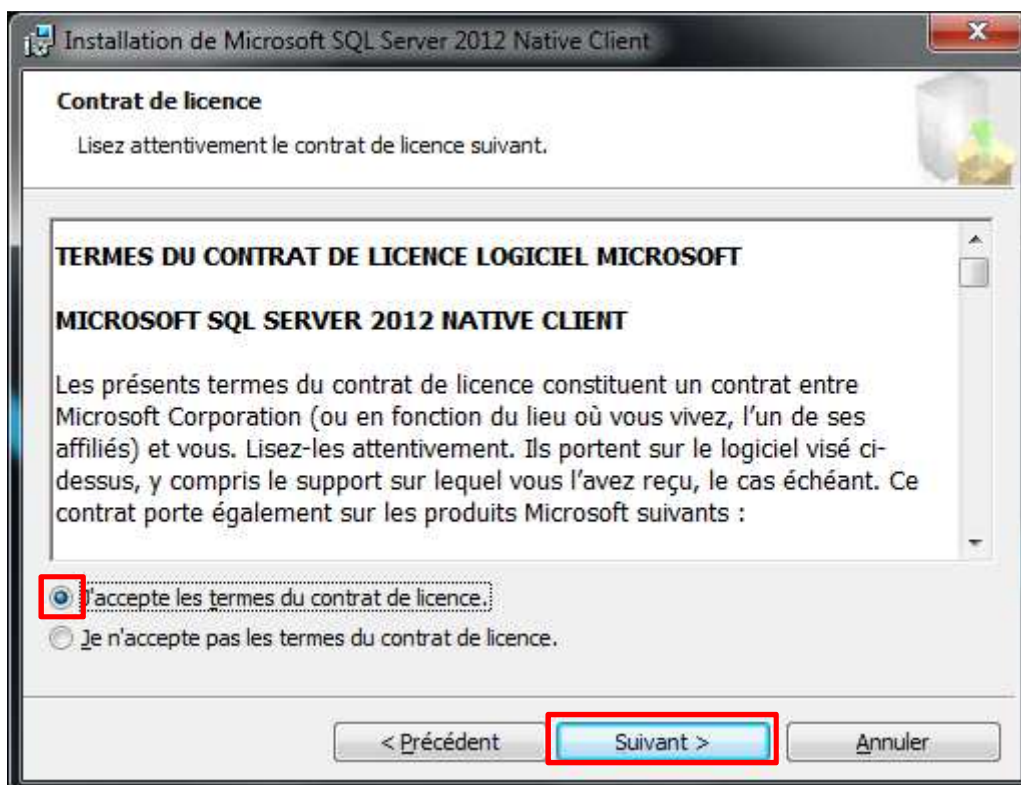 Installation de Microsoft SQL Server 2012 Native Client
Contrat de licence
Lisez attentivement le contrat de licence suivant.
TERMES DU CONTRAT DE LICENCE LOGICIEL MICROSOFT
MICROSOFT SQL SERVER 2012 NATIVE CLIENT
Les présents termes du contrat de licence constituent un contrat entre
Microsoft Corporation (ou en fonction du lieu où vous vivez, l’un de ses
affiliés) et vous. Lisez-les attentivement. Ils portent sur le logiciel visé ci-
dessus, y compris le support sur lequel vous l’avez reçu, le cas échéant. Ce
contrat porte également sur les produits Microsoft suivants :
J'accepte les termes du contrat de licence.
Je n'accepte pas les termes du contrat de licence.
< Précédent Suivant > Annuler